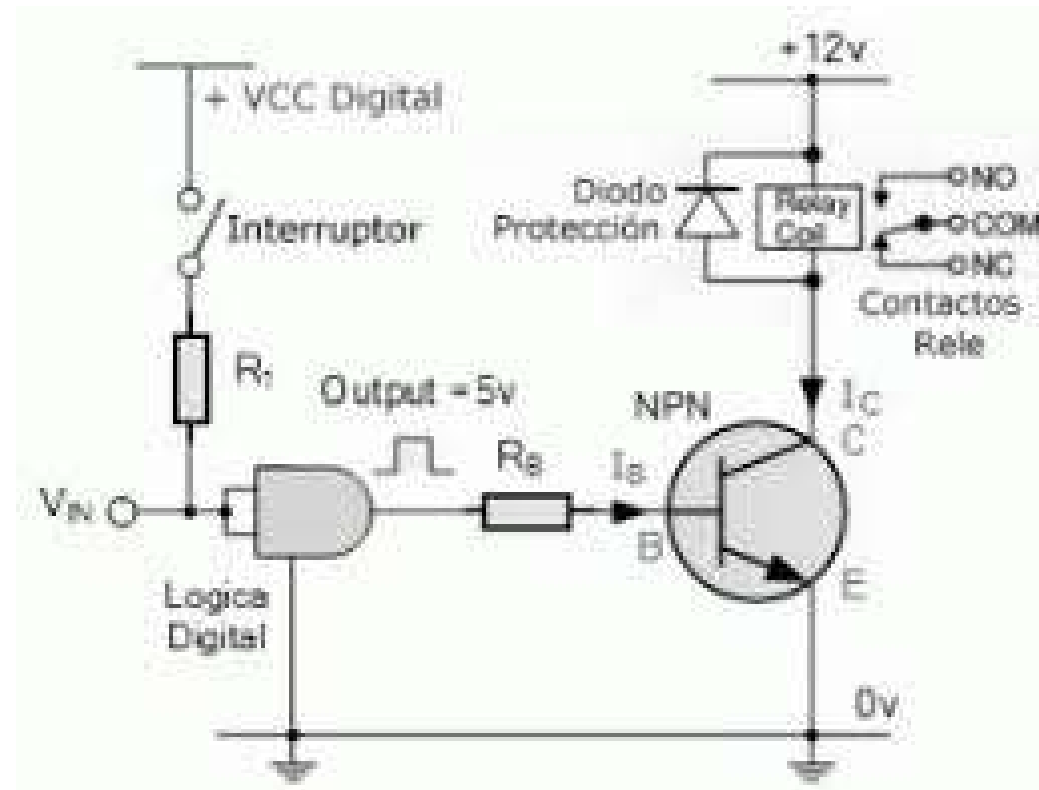 +12v
+ VCC Digital
Interruptor
Diodo
Protección
Relay
Coil
NO
COM
NC
Contactos
Rele
R1
Output = 5v
NPN
IC
C
RB
IB
VIN
B
E
Logica
Digital
0v